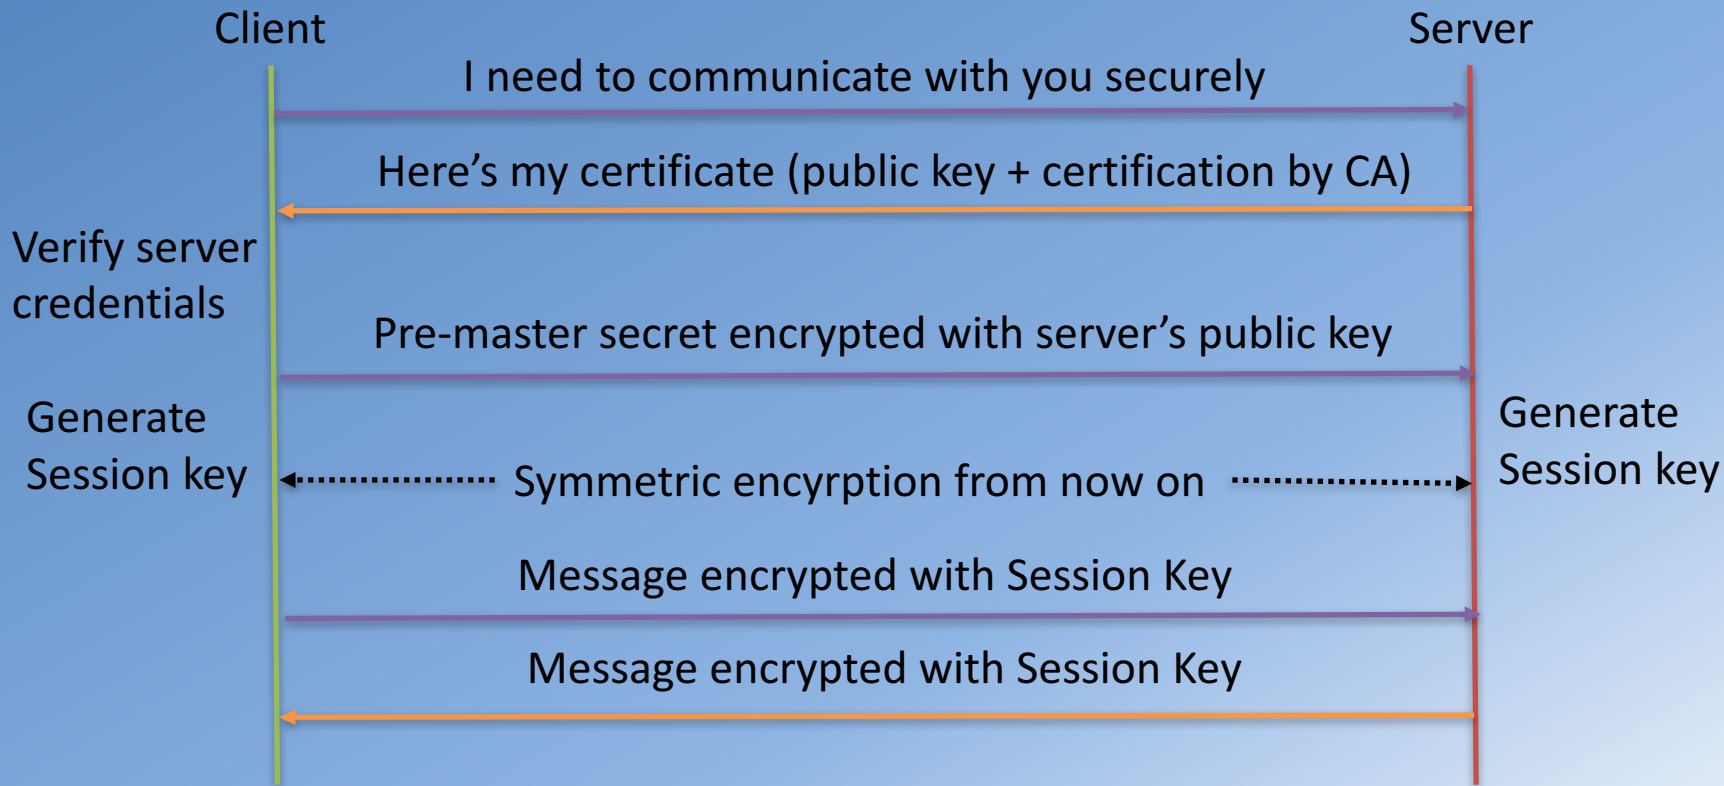 Client
Server
I need to communicate with you securely
Here’s my certificate (public key + certification by CA)
Verify server
credentials
Pre-master secret encrypted with server’s public key
Generate
Session key
Generate
Session key
Symmetric encyrption from now on
Message encrypted with Session Key
Message encrypted with Session Key